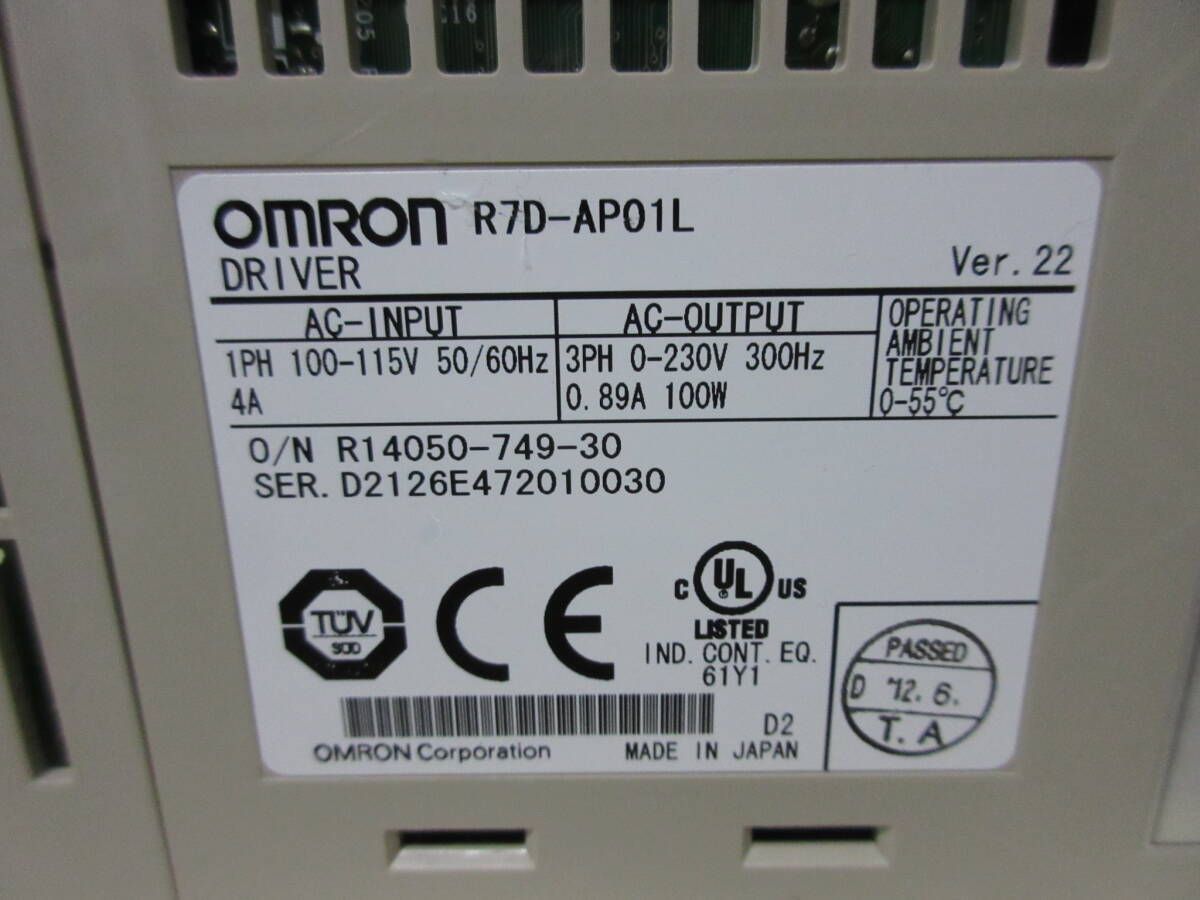 C16
OMRON R7D-AP01L
DRIVER
Ver. 22
AC-INPUT
1PH 100-115V 50/60Hz
4A
AC-OUTPUT
3PH 0-230V 300Hz
0.89A 100W
OPERATING
AMBIENT
TEMPERATURE
0-55℃
O/N R14050-749-30
SER. D2126E472010030
TÜV
SÜD
CE
C UL US
LISTED
IND. CONT. EQ.
61Y1
PASSED
D '12. 6.
T. A
D2
OMRON Corporation
MADE IN JAPAN